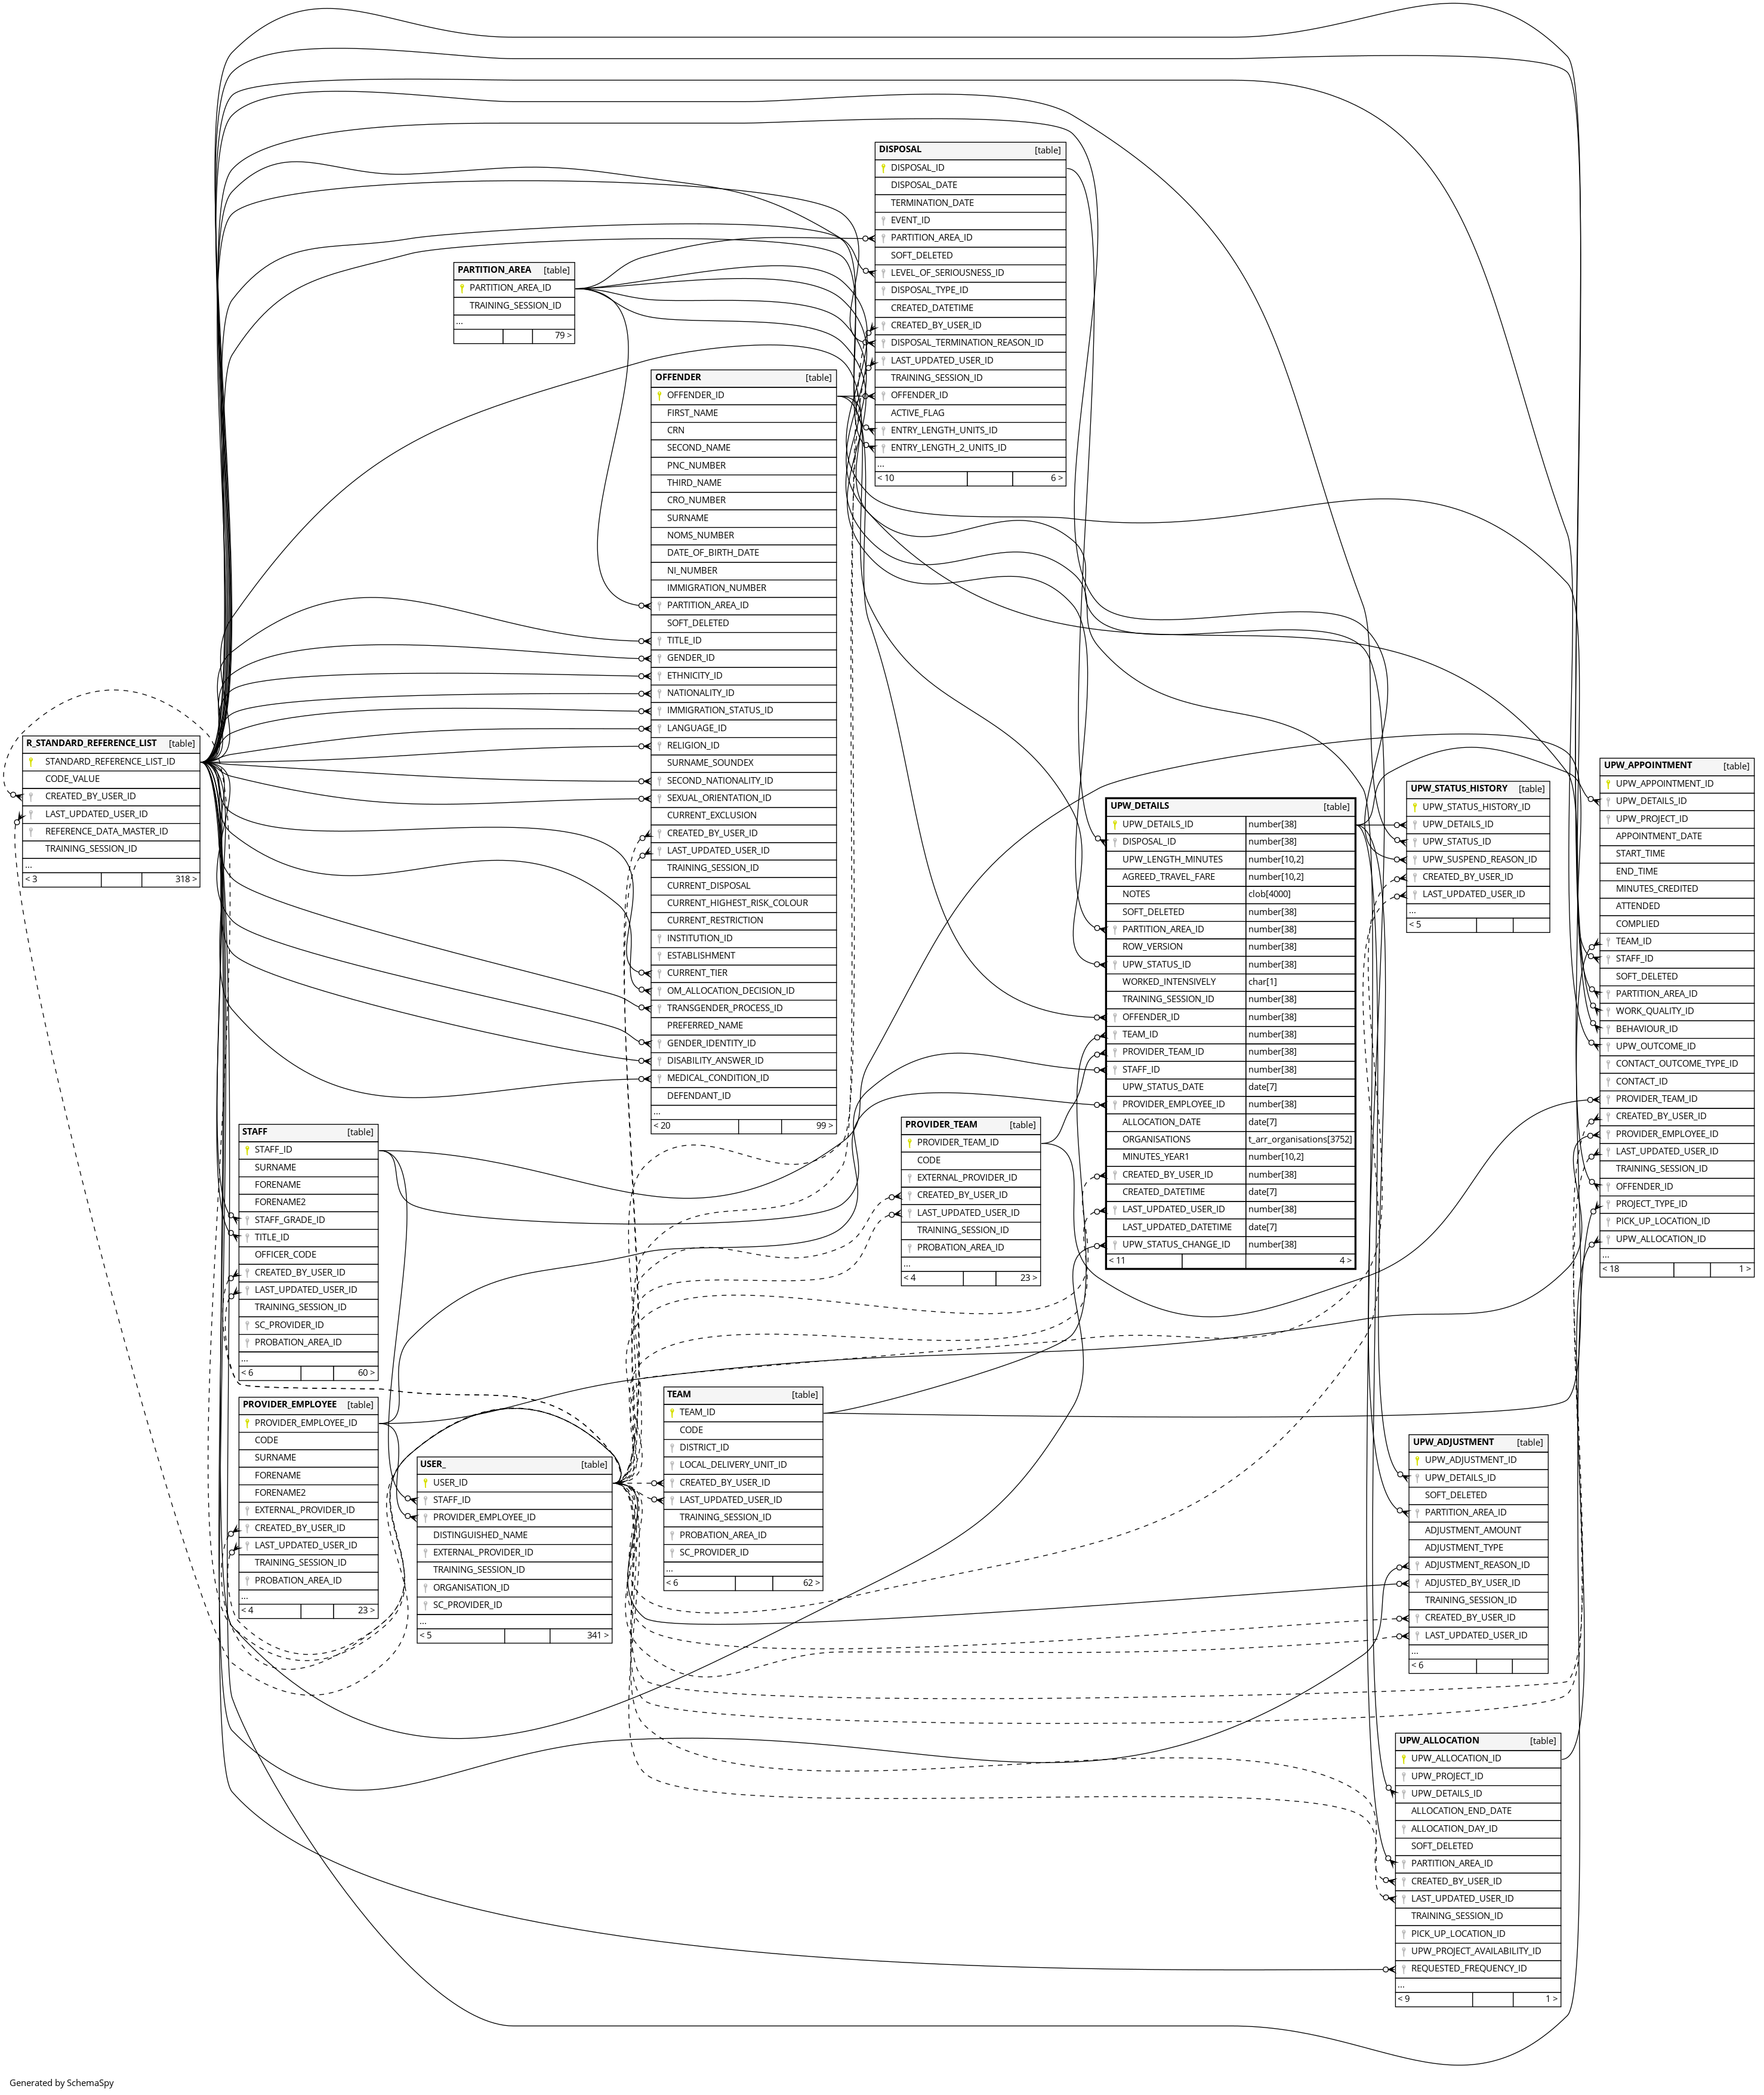 DISPOSAL [table]
DISPOSAL_ID
DISPOSAL_DATE
TERMINATION_DATE
EVENT_ID
PARTITION_AREA_ID
SOFT_DELETED
LEVEL_OF_SERIOUSNESS_ID
DISPOSAL_TYPE_ID
CREATED_DATETIME
CREATED_BY_USER_ID
DISPOSAL_TERMINATION_REASON_ID
LAST_UPDATED_USER_ID
TRAINING_SESSION_ID
OFFENDER_ID
ACTIVE_FLAG
ENTRY_LENGTH_UNITS_ID
ENTRY_LENGTH_2_UNITS_ID
...
< 10 6 >
PARTITION_AREA [table]
PARTITION_AREA_ID
TRAINING_SESSION_ID
...
79 >
OFFENDER [table]
OFFENDER_ID
FIRST_NAME
CRN
SECOND_NAME
PNC_NUMBER
THIRD_NAME
CRO_NUMBER
SURNAME
NOMS_NUMBER
DATE_OF_BIRTH_DATE
NI_NUMBER
IMMIGRATION_NUMBER
PARTITION_AREA_ID
SOFT_DELETED
TITLE_ID
GENDER_ID
ETHNICITY_ID
NATIONALITY_ID
IMMIGRATION_STATUS_ID
LANGUAGE_ID
RELIGION_ID
SURNAME_SOUNDEX
SECOND_NATIONALITY_ID
SEXUAL_ORIENTATION_ID
CURRENT_EXCLUSION
CREATED_BY_USER_ID
LAST_UPDATED_USER_ID
TRAINING_SESSION_ID
CURRENT_DISPOSAL
CURRENT_HIGHEST_RISK_COLOUR
CURRENT_RESTRICTION
INSTITUTION_ID
ESTABLISHMENT
CURRENT_TIER
OM_ALLOCATION_DECISION_ID
TRANSGENDER_PROCESS_ID
PREFERRED_NAME
GENDER_IDENTITY_ID
DISABILITY_ANSWER_ID
MEDICAL_CONDITION_ID
DEFENDANT_ID
...
< 20 99 >
R_STANDARD_REFERENCE_LIST [table]
STANDARD_REFERENCE_LIST_ID
CODE_VALUE
CREATED_BY_USER_ID
LAST_UPDATED_USER_ID
REFERENCE_DATA_MASTER_ID
TRAINING_SESSION_ID
...
< 3 318 >
UPW_DETAILS [table]
UPW_DETAILS_ID number[38]
DISPOSAL_ID number[38]
UPW_LENGTH_MINUTES number[10,2]
AGREED_TRAVEL_FARE number[10,2]
NOTES clob[4000]
SOFT_DELETED number[38]
PARTITION_AREA_ID number[38]
ROW_VERSION number[38]
UPW_STATUS_ID number[38]
WORKED_INTENSIVELY char[1]
TRAINING_SESSION_ID number[38]
OFFENDER_ID number[38]
TEAM_ID number[38]
PROVIDER_TEAM_ID number[38]
STAFF_ID number[38]
UPW_STATUS_DATE date[7]
PROVIDER_EMPLOYEE_ID number[38]
ALLOCATION_DATE date[7]
ORGANISATIONS t_arr_organisations[3752]
MINUTES_YEAR1 number[10,2]
CREATED_BY_USER_ID number[38]
CREATED_DATETIME date[7]
LAST_UPDATED_USER_ID number[38]
LAST_UPDATED_DATETIME date[7]
UPW_STATUS_CHANGE_ID number[38]
< 11 4 >
UPW_STATUS_HISTORY [table]
UPW_STATUS_HISTORY_ID
UPW_DETAILS_ID
UPW_STATUS_ID
UPW_SUSPEND_REASON_ID
CREATED_BY_USER_ID
LAST_UPDATED_USER_ID
...
< 5
UPW_APPOINTMENT [table]
UPW_APPOINTMENT_ID
UPW_DETAILS_ID
UPW_PROJECT_ID
APPOINTMENT_DATE
START_TIME
END_TIME
MINUTES_CREDITED
ATTENDED
COMPLIED
TEAM_ID
STAFF_ID
SOFT_DELETED
PARTITION_AREA_ID
WORK_QUALITY_ID
BEHAVIOUR_ID
UPW_OUTCOME_ID
CONTACT_OUTCOME_TYPE_ID
CONTACT_ID
PROVIDER_TEAM_ID
CREATED_BY_USER_ID
PROVIDER_EMPLOYEE_ID
LAST_UPDATED_USER_ID
TRAINING_SESSION_ID
OFFENDER_ID
PROJECT_TYPE_ID
PICK_UP_LOCATION_ID
UPW_ALLOCATION_ID
...
< 18 1 >
STAFF [table]
STAFF_ID
SURNAME
FORENAME
FORENAME2
STAFF_GRADE_ID
TITLE_ID
OFFICER_CODE
CREATED_BY_USER_ID
LAST_UPDATED_USER_ID
TRAINING_SESSION_ID
SC_PROVIDER_ID
PROBATION_AREA_ID
...
< 6 60 >
PROVIDER_TEAM [table]
PROVIDER_TEAM_ID
CODE
EXTERNAL_PROVIDER_ID
CREATED_BY_USER_ID
LAST_UPDATED_USER_ID
TRAINING_SESSION_ID
PROBATION_AREA_ID
...
< 4 23 >
PROVIDER_EMPLOYEE [table]
PROVIDER_EMPLOYEE_ID
CODE
SURNAME
FORENAME
FORENAME2
EXTERNAL_PROVIDER_ID
CREATED_BY_USER_ID
LAST_UPDATED_USER_ID
TRAINING_SESSION_ID
PROBATION_AREA_ID
...
< 4 23 >
USER_ [table]
USER_ID
STAFF_ID
PROVIDER_EMPLOYEE_ID
DISTINGUISHED_NAME
EXTERNAL_PROVIDER_ID
TRAINING_SESSION_ID
ORGANISATION_ID
SC_PROVIDER_ID
...
< 5 341 >
TEAM [table]
TEAM_ID
CODE
DISTRICT_ID
LOCAL_DELIVERY_UNIT_ID
CREATED_BY_USER_ID
LAST_UPDATED_USER_ID
TRAINING_SESSION_ID
PROBATION_AREA_ID
SC_PROVIDER_ID
...
< 6 62 >
UPW_ADJUSTMENT [table]
UPW_ADJUSTMENT_ID
UPW_DETAILS_ID
SOFT_DELETED
PARTITION_AREA_ID
ADJUSTMENT_AMOUNT
ADJUSTMENT_TYPE
ADJUSTMENT_REASON_ID
ADJUSTED_BY_USER_ID
TRAINING_SESSION_ID
CREATED_BY_USER_ID
LAST_UPDATED_USER_ID
...
< 6
UPW_ALLOCATION [table]
UPW_ALLOCATION_ID
UPW_PROJECT_ID
UPW_DETAILS_ID
ALLOCATION_END_DATE
ALLOCATION_DAY_ID
SOFT_DELETED
PARTITION_AREA_ID
CREATED_BY_USER_ID
LAST_UPDATED_USER_ID
TRAINING_SESSION_ID
PICK_UP_LOCATION_ID
UPW_PROJECT_AVAILABILITY_ID
REQUESTED_FREQUENCY_ID
...
< 9 1 >
Generated by SchemaSpy